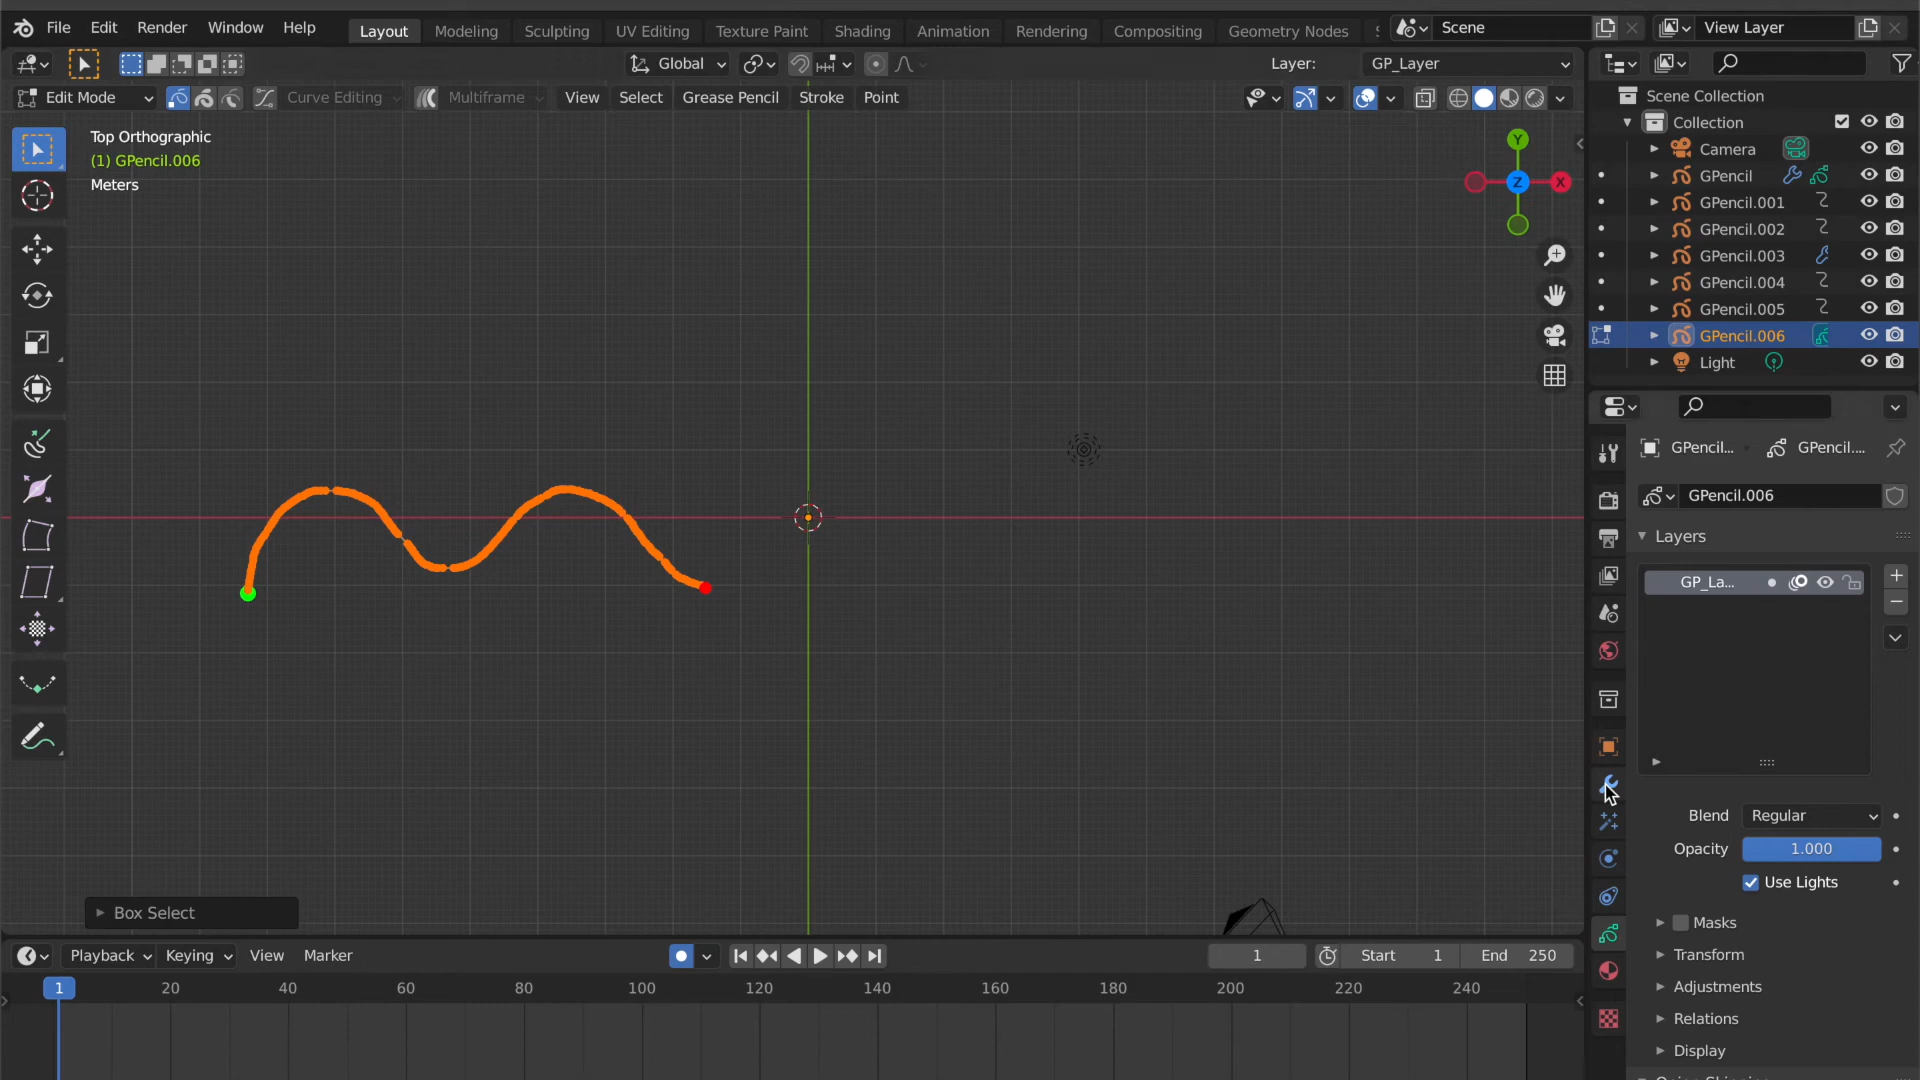 File Edit Render Window Help Layout Modeling Sculpting UV Editing Texture Paint Shading Animation Rendering Compositing Geometry Nodes Scene View Layer
Global Layer: GP_Layer
Edit Mode Curve Editing Multiframe View Select Grease Pencil Stroke Point
Top Orthographic
(1) GPencil.006
Meters
Y
Z
X
Scene Collection
Collection
Camera
GPencil
GPencil.001
GPencil.002
GPencil.003
GPencil.004
GPencil.005
GPencil.006
Light
GPencil... GPencil....
GPencil.006
Layers
GP_La...
Blend Regular
Opacity 1.000
Use Lights
Masks
Transform
Adjustments
Relations
Display
Box Select
Playback Keying View Marker 1 Start 1 End 250
1 20 40 60 80 100 120 140 160 180 200 220 240